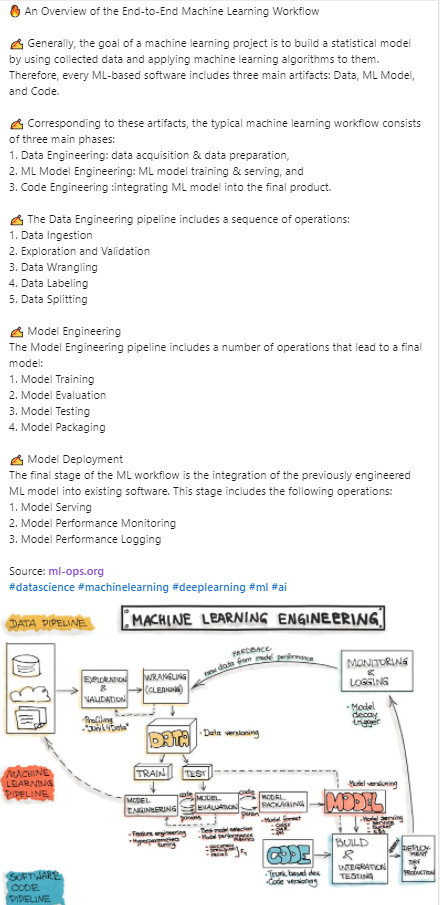 🔥 An Overview of the End-to-End Machine Learning Workflow
✍ Generally, the goal of a machine learning project is to build a statistical model
by using collected data and applying machine learning algorithms to them.
Therefore, every ML-based software includes three main artifacts: Data, ML Model,
and Code.
✍ Corresponding to these artifacts, the typical machine learning workflow consists
of three main phases:
1. Data Engineering: data acquisition & data preparation,
2. ML Model Engineering: ML model training & serving, and
3. Code Engineering :integrating ML model into the final product.
✍ The Data Engineering pipeline includes a sequence of operations:
1. Data Ingestion
2. Exploration and Validation
3. Data Wrangling
4. Data Labeling
5. Data Splitting
✍ Model Engineering
The Model Engineering pipeline includes a number of operations that lead to a final
model:
1. Model Training
2. Model Evaluation
3. Model Testing
4. Model Packaging
✍ Model Deployment
The final stage of the ML workflow is the integration of the previously engineered
ML model into existing software. This stage includes the following operations:
1. Model Serving
2. Model Performance Monitoring
3. Model Performance Logging
Source: ml-ops.org
#datascience #machinelearning #deeplearning #ml #ai
MACHINE LEARNING ENGINEERING
DATA PIPELINE
FEEDBACK
new data from model performance
EXPLORATION
&
VALIDATION
WRANGLING
(CLEANING)
MONITORING
&
LOGGING
• Profiling
• Model
decay
trigger
DATA
• Data versioning
MACHINE
LEARNING
PIPELINE
TRAIN
TEST
• Model versioning
MODEL
ENGINEERING
code
params
MODEL
EVALUATION
code
param
MODEL
PACKAGING
MODEL
• Feature engineering
• Hyperparameters
tuning
• Best model selection
• Model performance
metrics
• Model format
• Model serving
CODE
• Trunk based dev
• Code versioning
BUILD
&
INTEGRATION
TESTING
DEPLOY-
MENT
DEV
PRODUCTION
SOFTWARE
CODE
PIPELINE